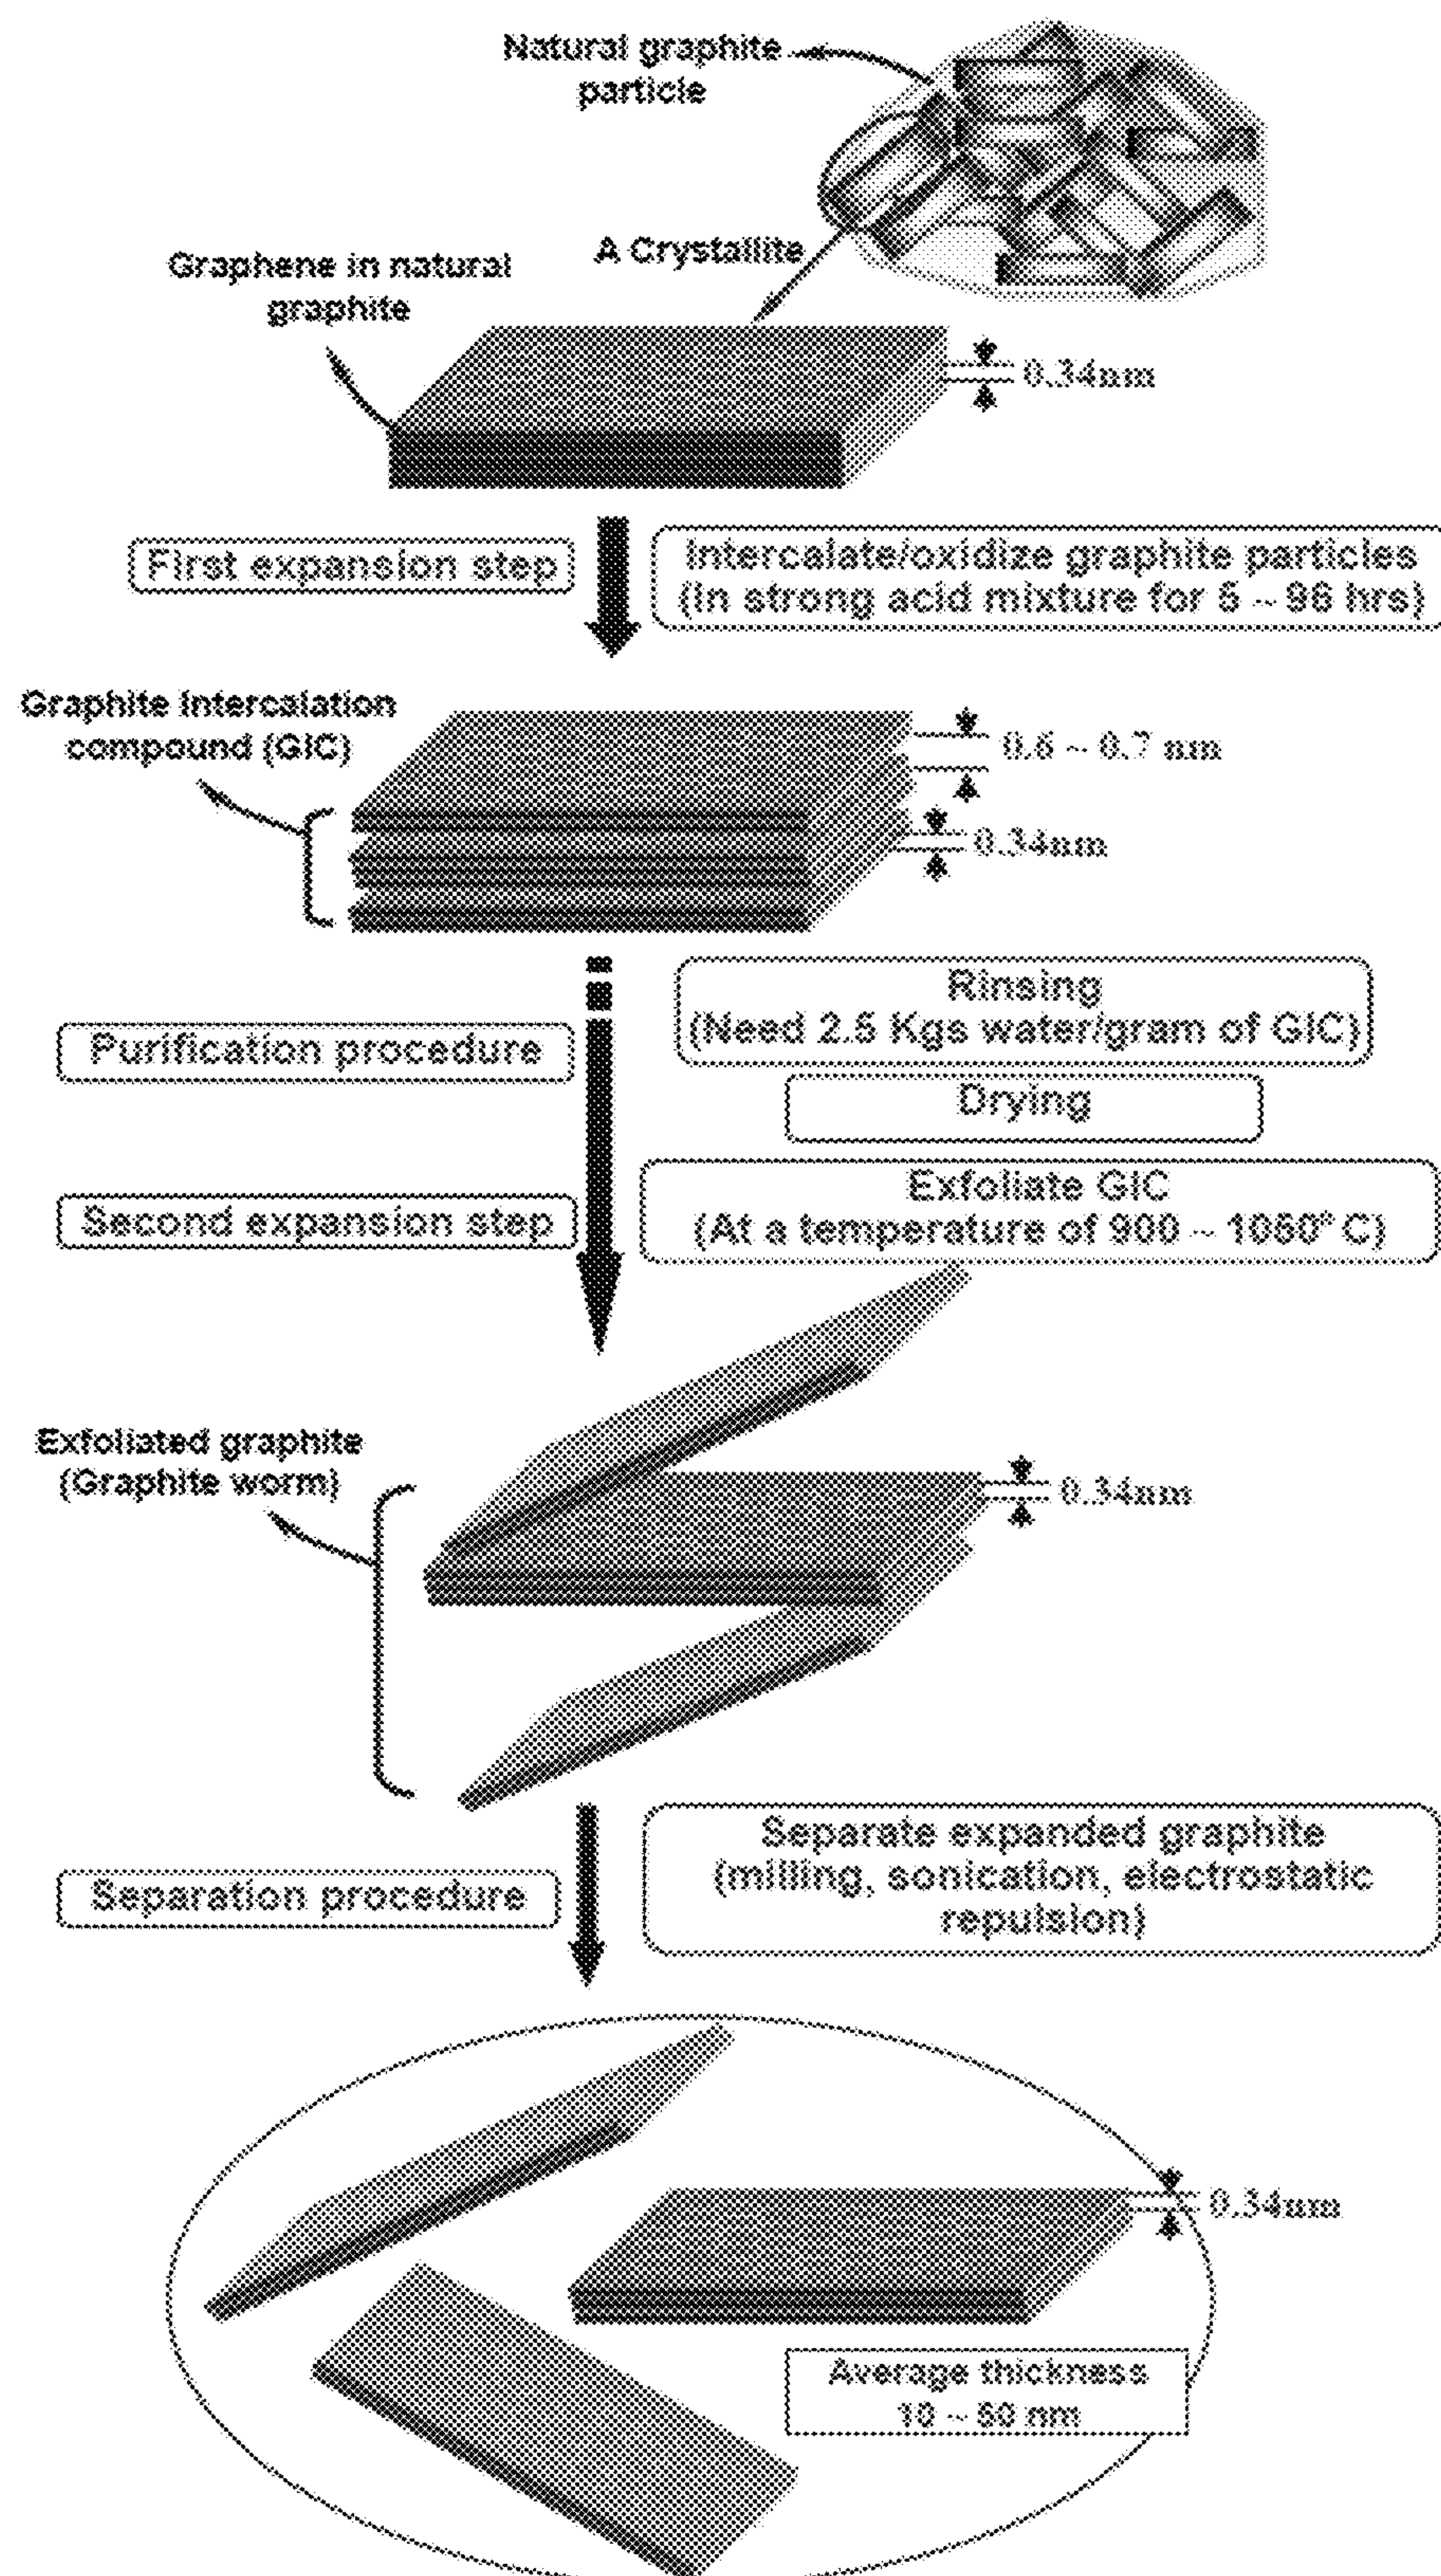 Natural graphite
particle
A Crystallite
Graphene in natural
graphite
0.34nm
First expansion step
Intercalate/oxidize graphite particles
(in strong acid mixture for 5 ~ 96 hrs)
Graphite intercalation
compound (GIC)
0.6 ~ 0.7 nm
0.34nm
Purification procedure
Rinsing
(Need 2.5 Kgs water/gram of GIC)
Drying
Second expansion step
Exfoliate GIC
(At a temperature of 900 ~ 1050° C)
Exfoliated graphite
(Graphite worm)
0.34nm
Separation procedure
Separate expanded graphite
(milling, sonication, electrostatic
repulsion)
0.34nm
Average thickness
10 ~ 50 nm